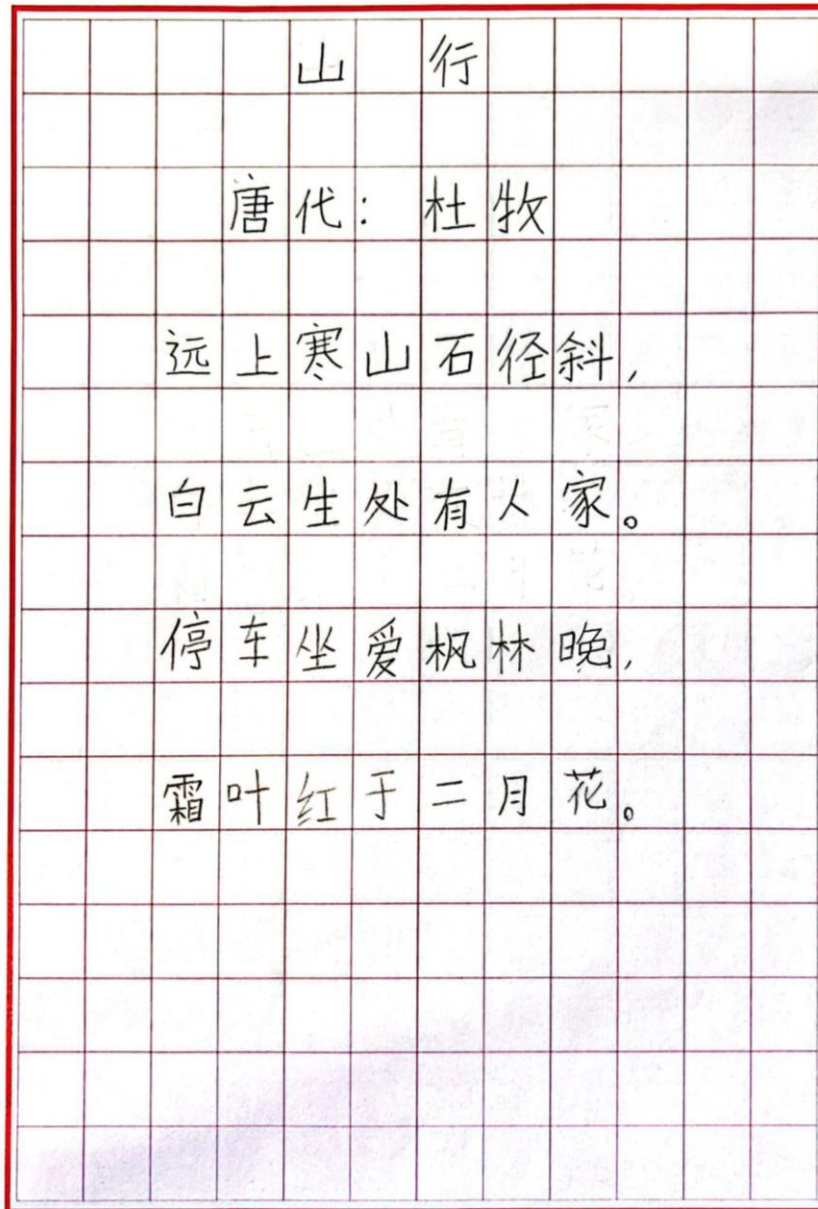 山 行
唐代：杜牧
远上寒山石径斜，
白云生处有人家。
停车坐爱枫林晚，
霜叶红于二月花。